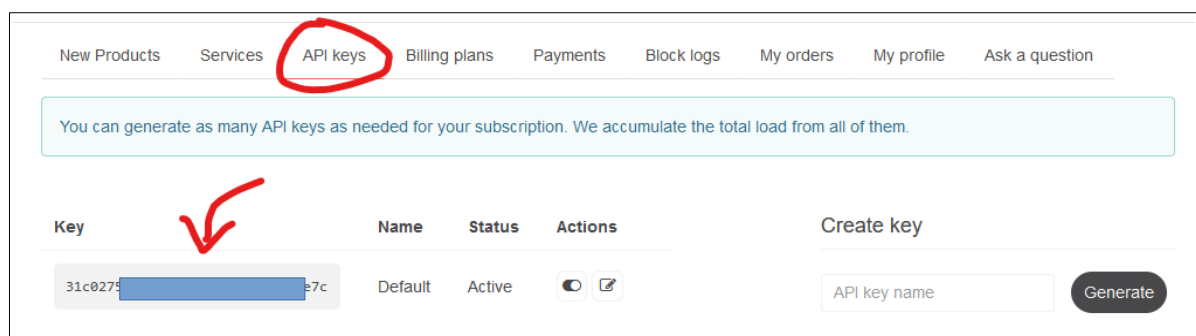 New Products Services API keys Billing plans Payments Block logs My orders My profile Ask a question
You can generate as many API keys as needed for your subscription. We accumulate the total load from all of them.
Key Name Status Actions Create key
31c0275 e7c Default Active API key name Generate